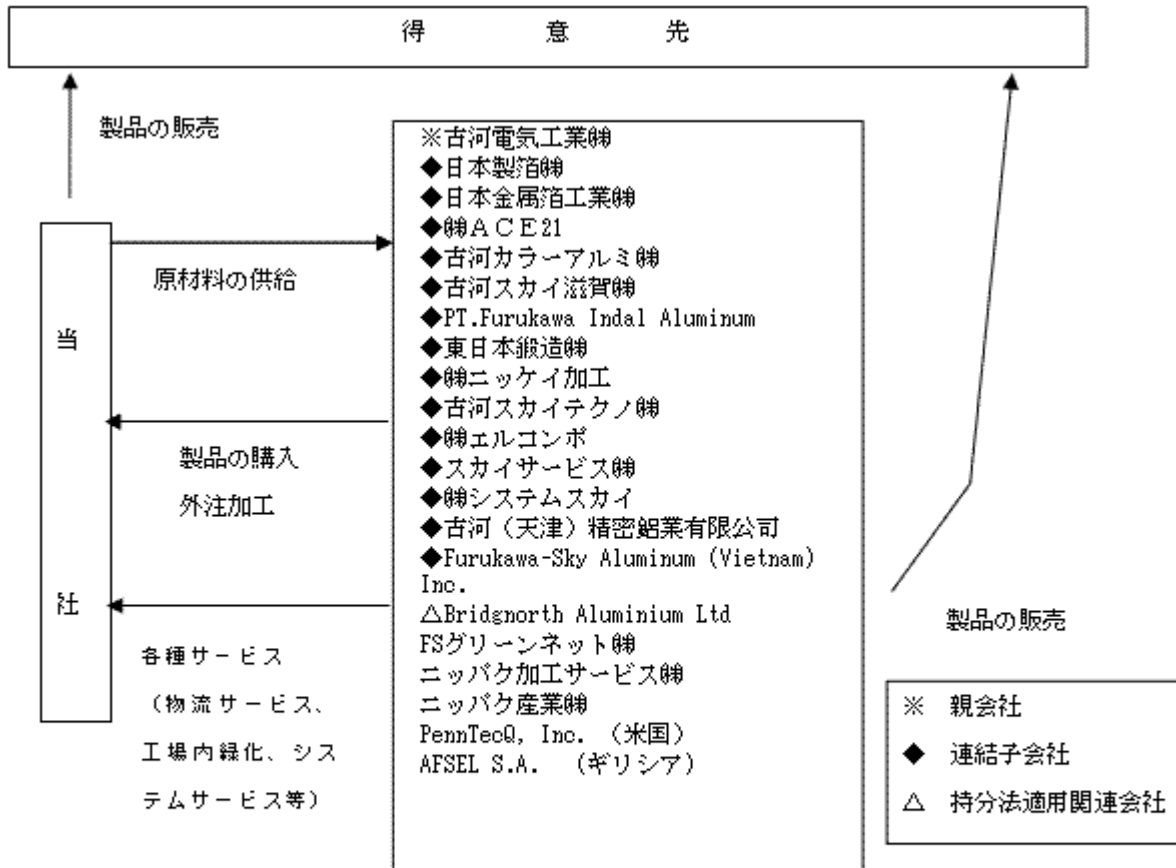 得意先
製品の販売
※古河電気工業㈱
◆日本製箔㈱
◆日本金属箔工業㈱
◆㈱ＡＣＥ21
◆古河カラーアルミ㈱
◆古河スカイ滋賀㈱
◆PT.Furukawa Indal Aluminum
◆東日本鍛造㈱
◆㈱ニッケイ加工
◆古河スカイテクノ㈱
◆㈱エルコンポ
◆スカイサービス㈱
◆㈱システムスカイ
◆古河（天津）精密鋁業有限公司
◆Furukawa-Sky Aluminum (Vietnam)
Inc.
△Bridgnorth Aluminium Ltd
FSグリーンネット㈱
ニッパク加工サービス㈱
ニッパク産業㈱
PennTecQ, Inc. （米国）
AFSEL S.A. （ギリシア）
原材料の供給
当
社
製品の購入
外注加工
各種サービス
（物流サービス、
工場内緑化、シス
テムサービス等）
製品の販売
※ 親会社
◆ 連結子会社
△ 持分法適用関連会社